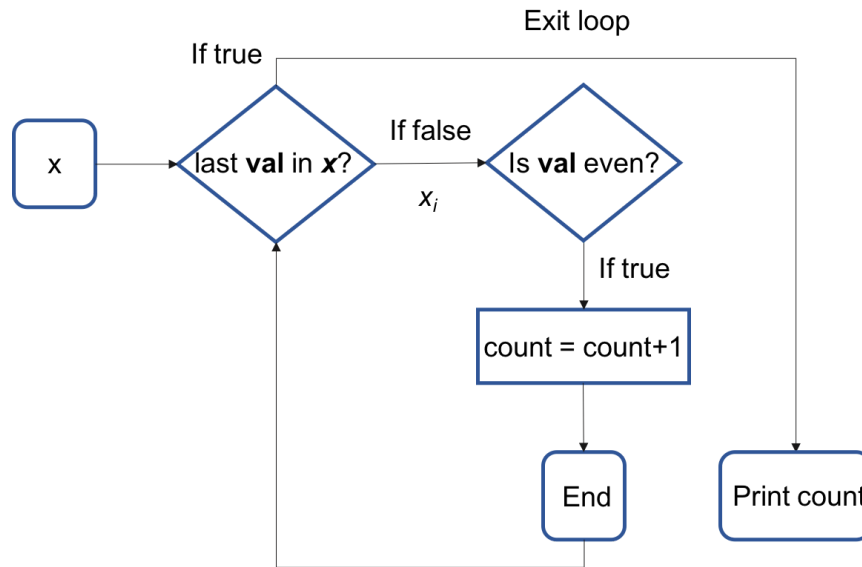 Exit loop
If true
x
last val in x?
If false
x_i
Is val even?
If true
count = count+1
End
Print count